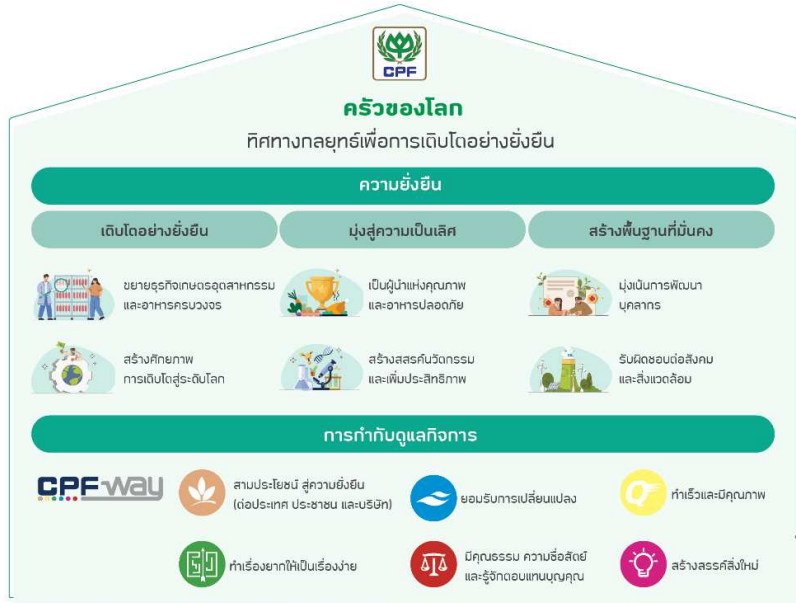 CPF
ครัวของโลก
ทิศทางกลยุทธ์เพื่อการเติบโตอย่างยั่งยืน
ความยั่งยืน
เติบโตอย่างยั่งยืน
มุ่งสู่ความเป็นเลิศ
สร้างพื้นฐานที่มั่นคง
ขยายธุรกิจเกษตรอุตสาหกรรม
และอาหารครบวงจร
เป็นผู้นำแห่งคุณภาพ
และอาหารปลอดภัย
มุ่งเน้นการพัฒนา
บุคลากร
สร้างศักยภาพ
การเติบโตสู่ระดับโลก
สร้างสรรค์นวัตกรรม
และเพิ่มประสิทธิภาพ
รับผิดชอบต่อสังคม
และสิ่งแวดล้อม
การกำกับดูแลกิจการ
CPF way
สามประโยชน์ สู่ความยั่งยืน
(ต่อประเทศ ประชาชน และบริษัท)
ยอมรับการเปลี่ยนแปลง
ทำเร็วและมีคุณภาพ
ทำเรื่องยากให้เป็นเรื่องง่าย
มีคุณธรรม ความซื่อสัตย์
และรู้จักตอบแทนบุญคุณ
สร้างสรรค์สิ่งใหม่